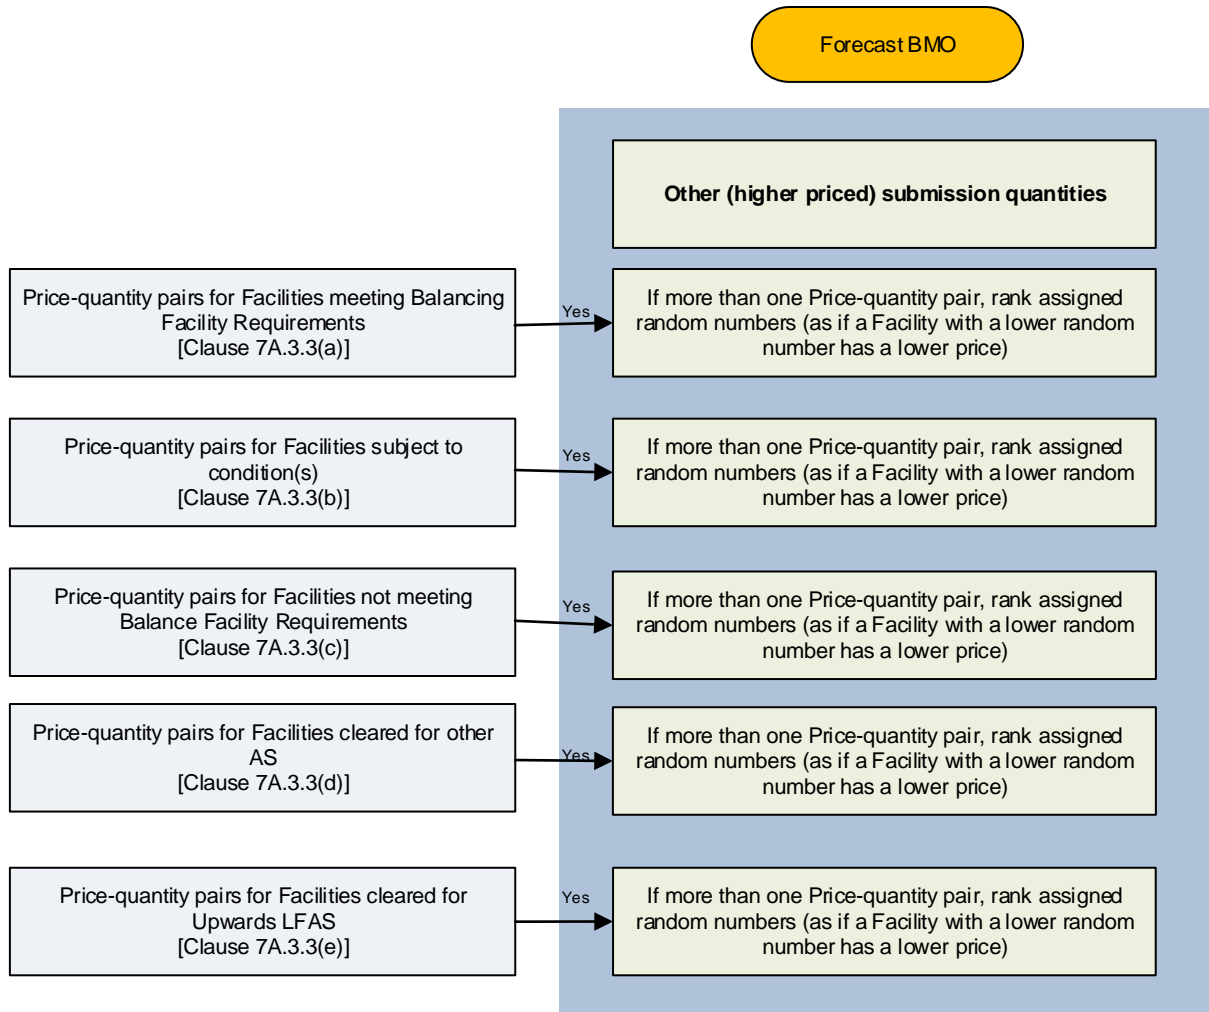 Forecast BMO
Other (higher priced) submission quantities
Price-quantity pairs for Facilities meeting Balancing
Facility Requirements
[Clause 7A.3.3(a)]
Yes
If more than one Price-quantity pair, rank assigned
random numbers (as if a Facility with a lower random
number has a lower price)
Price-quantity pairs for Facilities subject to
condition(s)
[Clause 7A.3.3(b)]
Yes
If more than one Price-quantity pair, rank assigned
random numbers (as if a Facility with a lower random
number has a lower price)
Price-quantity pairs for Facilities not meeting
Balance Facility Requirements
[Clause 7A.3.3(c)]
Yes
If more than one Price-quantity pair, rank assigned
random numbers (as if a Facility with a lower random
number has a lower price)
Price-quantity pairs for Facilities cleared for other
AS
[Clause 7A.3.3(d)]
Yes
If more than one Price-quantity pair, rank assigned
random numbers (as if a Facility with a lower random
number has a lower price)
Price-quantity pairs for Facilities cleared for
Upwards LFAS
[Clause 7A.3.3(e)]
Yes
If more than one Price-quantity pair, rank assigned
random numbers (as if a Facility with a lower random
number has a lower price)